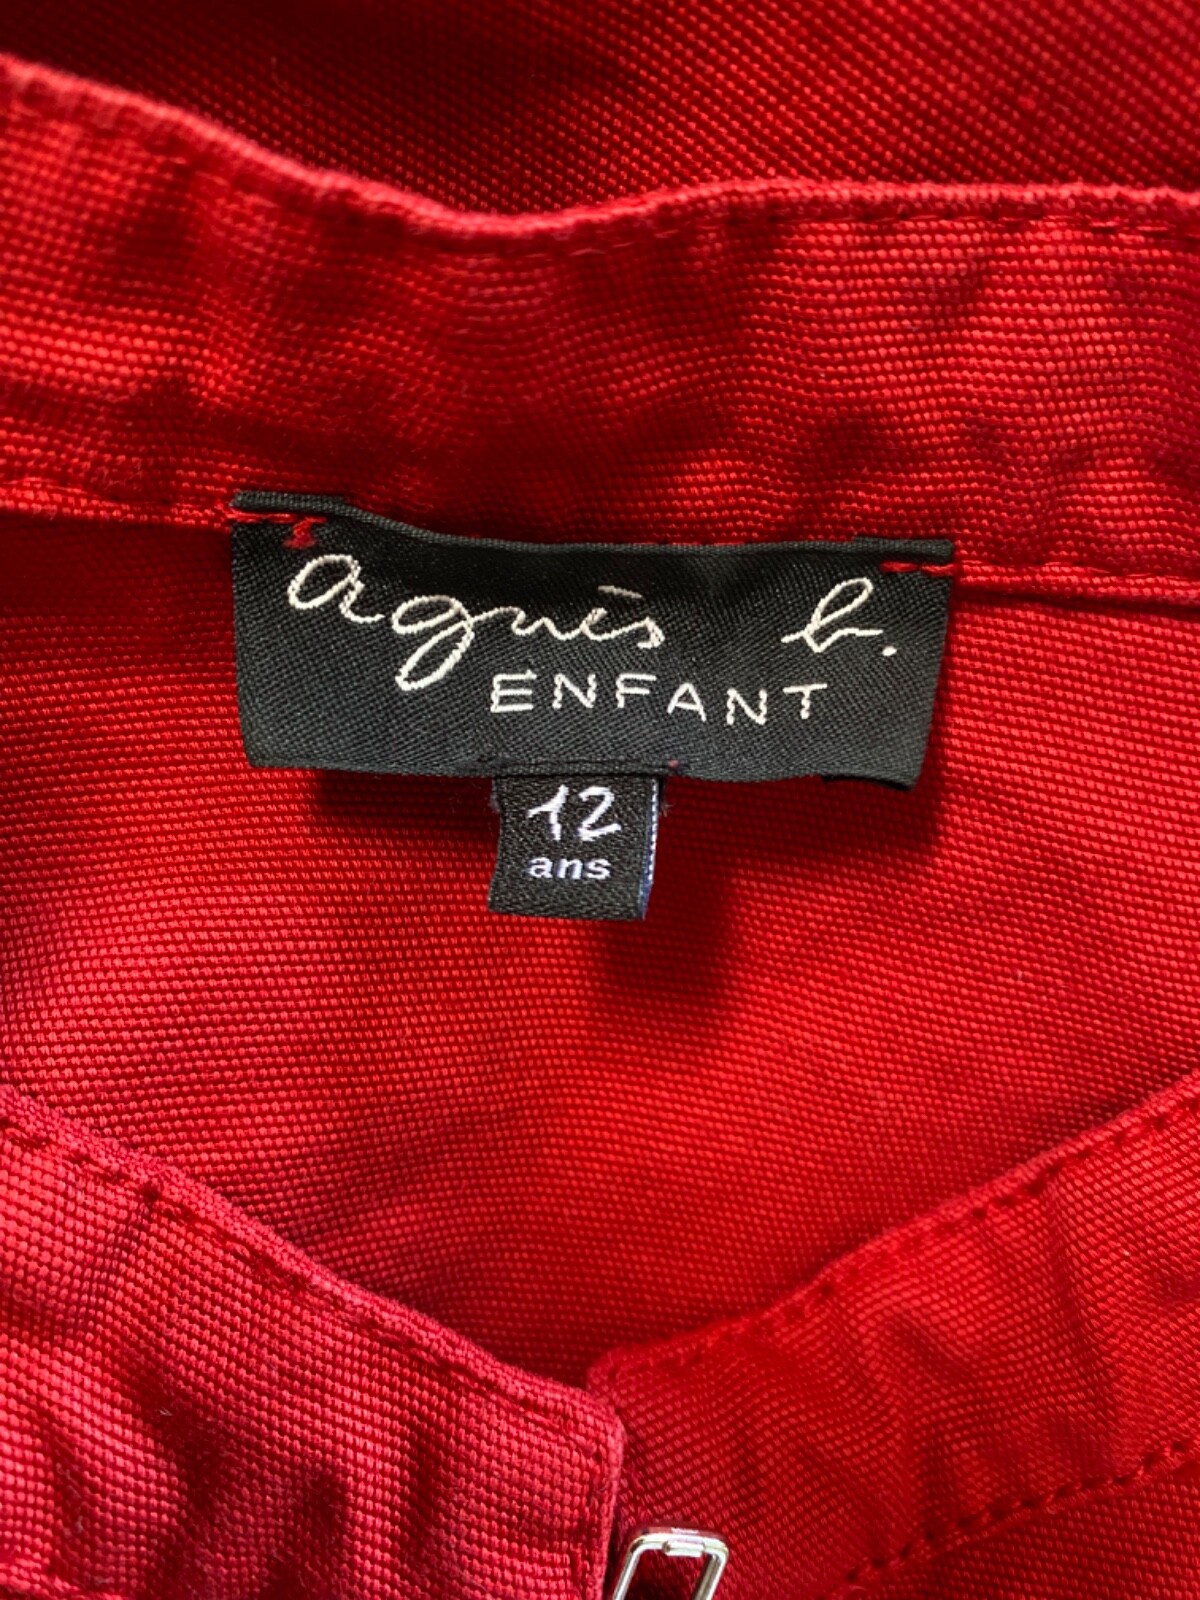 agnès b.
ENFANT
12
ans